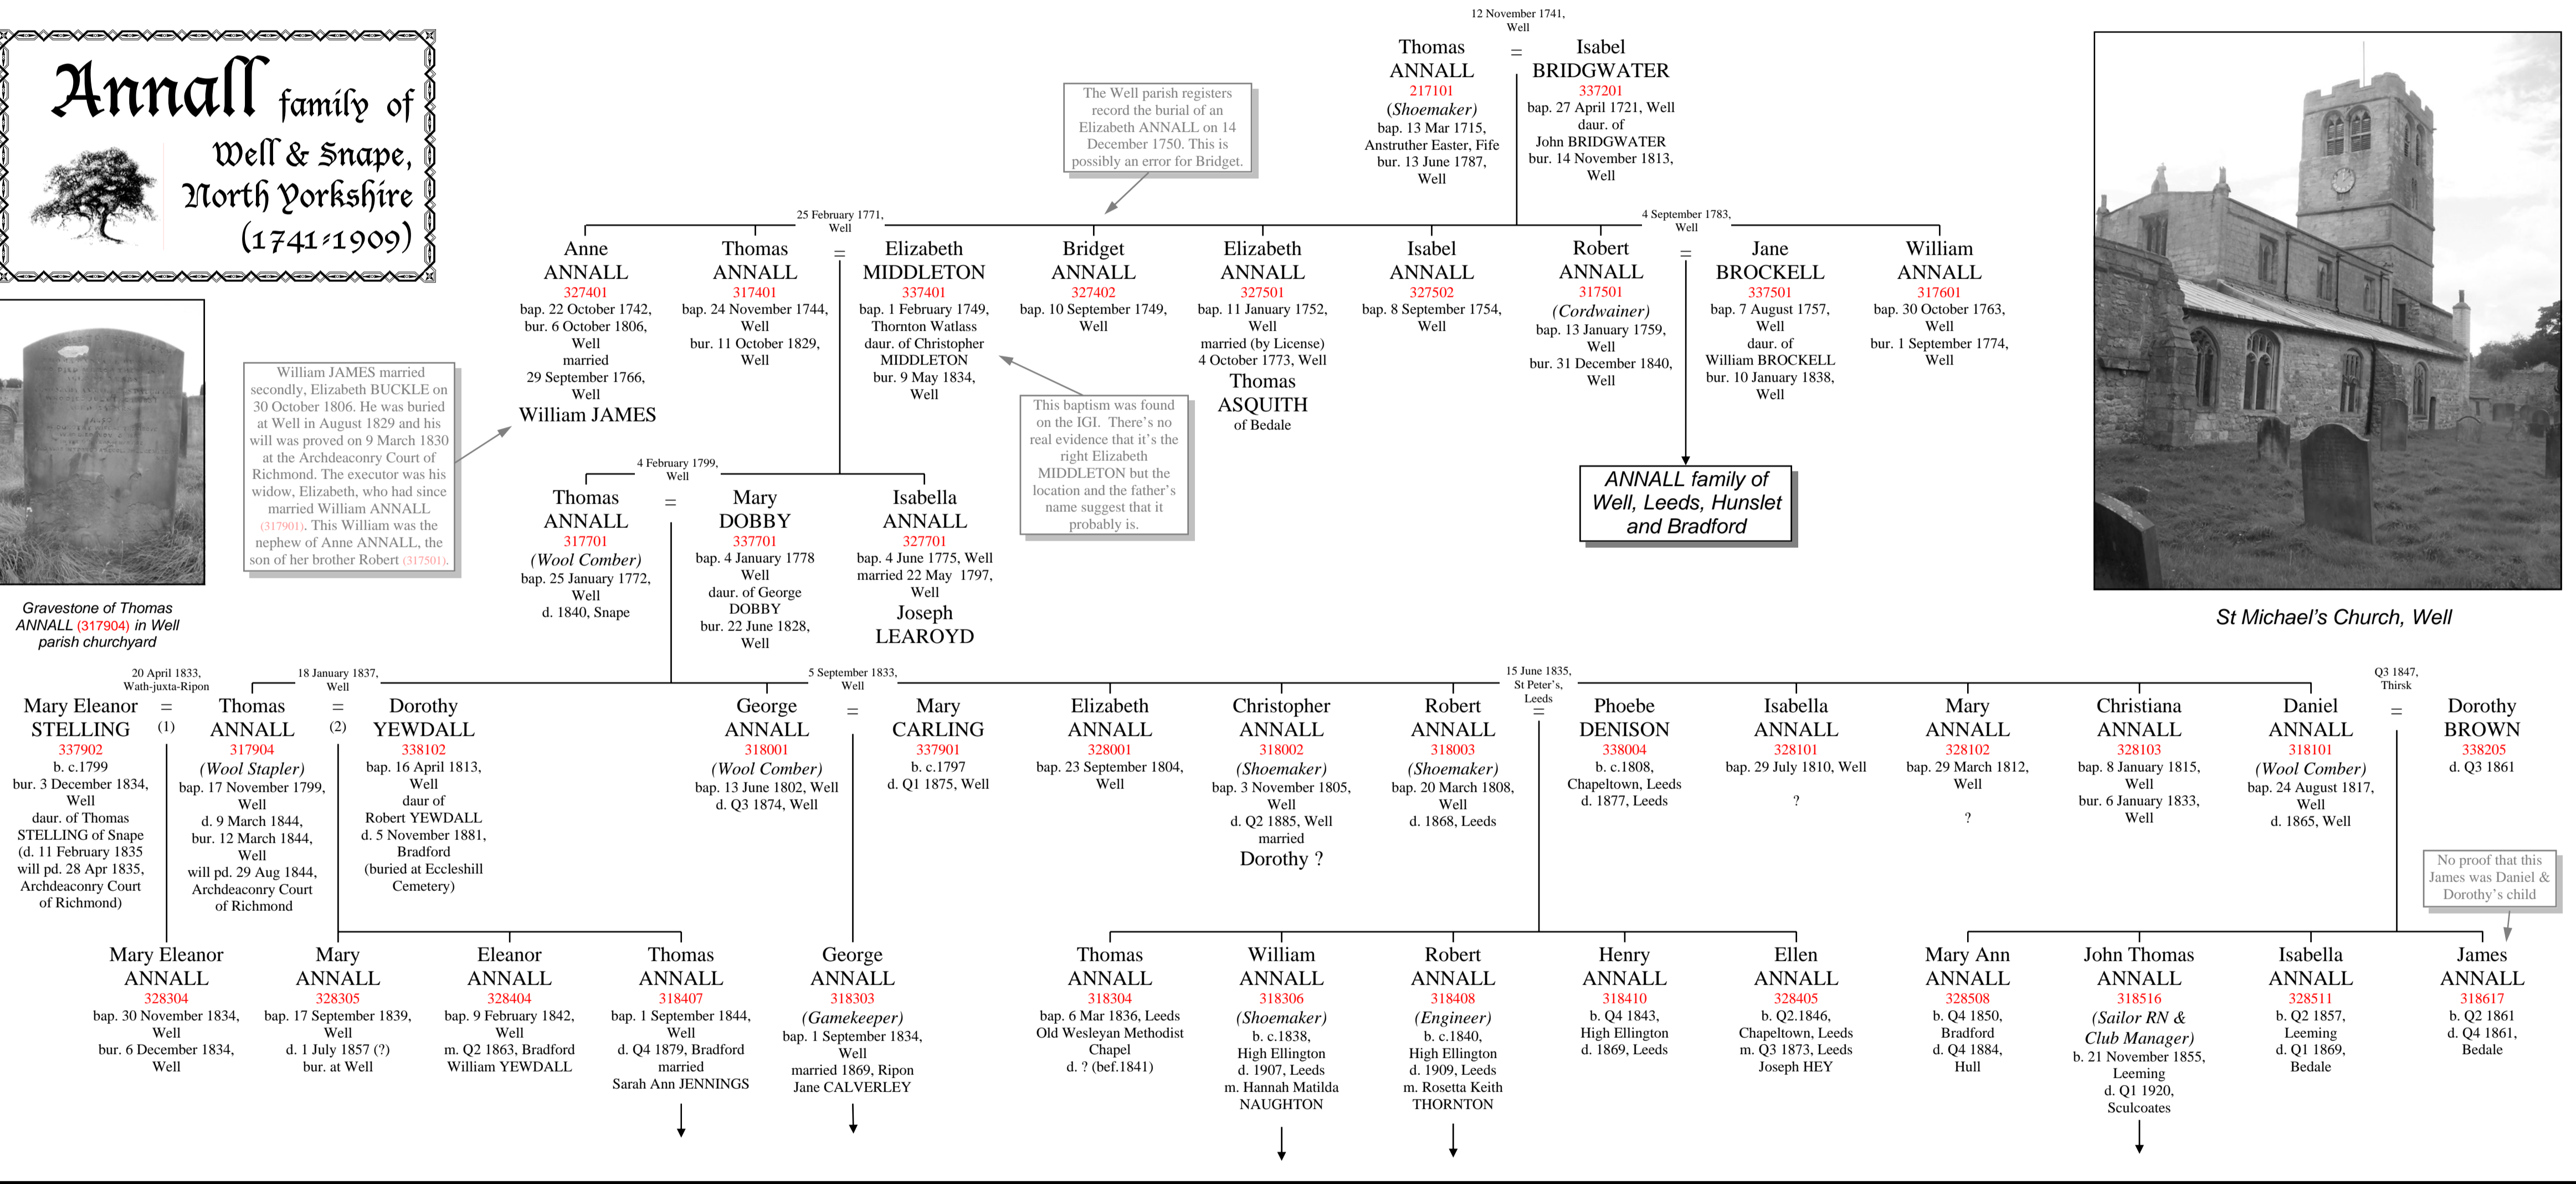 Annall family of
Well & Snape,
North Yorkshire
(1741-1909)
12 November 1741,
Well
Thomas
ANNALL
217101
(Shoemaker)
bap. 13 Mar 1715,
Anstruther Easter, Fife
bur. 13 June 1787,
Well
=
Isabel
BRIDGWATER
337201
bap. 27 April 1721, Well
daur. of
John BRIDGWATER
bur. 14 November 1813,
Well
The Well parish registers
record the burial of an
Elizabeth ANNALL on 14
December 1750. This is
possibly an error for Bridget.
Anne
ANNALL
327401
bap. 22 October 1742,
bur. 6 October 1806,
Well
married
29 September 1766,
Well
William JAMES
25 February 1771,
Well
Thomas
ANNALL
317401
bap. 24 November 1744,
Well
bur. 11 October 1829,
Well
=
Elizabeth
MIDDLETON
337401
bap. 1 February 1749,
Thornton Watlass
daur. of Christopher
MIDDLETON
bur. 9 May 1834,
Well
Bridget
ANNALL
327402
bap. 10 September 1749,
Well
Elizabeth
ANNALL
327501
bap. 11 January 1752,
Well
married (by License)
4 October 1773, Well
Thomas
ASQUITH
of Bedale
Isabel
ANNALL
327502
bap. 8 September 1754,
Well
4 September 1783,
Well
Robert
ANNALL
317501
(Cordwainer)
bap. 13 January 1759,
Well
bur. 31 December 1840,
Well
=
Jane
BROCKELL
337501
bap. 7 August 1757,
Well
daur. of
William BROCKELL
bur. 10 January 1838,
Well
William
ANNALL
317601
bap. 30 October 1763,
Well
bur. 1 September 1774,
Well
William JAMES married
secondly, Elizabeth BUCKLE on
30 October 1806. He was buried
at Well in August 1829 and his
will was proved on 9 March 1830
at the Archdeaconry Court of
Richmond. The executor was his
widow, Elizabeth, who had since
married William ANNALL
(317901). This William was the
nephew of Anne ANNALL, the
son of her brother Robert (317501).
This baptism was found
on the IGI. There's no
real evidence that it's the
right Elizabeth
MIDDLETON but the
location and the father's
name suggest that it
probably is.
ANNALL family of
Well, Leeds, Hunslet
and Bradford
Gravestone of Thomas
ANNALL (317904) in Well
parish churchyard
St Michael's Church, Well
4 February 1799,
Well
Thomas
ANNALL
317701
(Wool Comber)
bap. 25 January 1772,
Well
d. 1840, Snape
=
Mary
DOBBY
337701
bap. 4 January 1778
Well
daur. of George
DOBBY
bur. 22 June 1828,
Well
Isabella
ANNALL
327701
bap. 4 June 1775, Well
married 22 May 1797,
Well
Joseph
LEAROYD
20 April 1833,
Wath-juxta-Ripon
Mary Eleanor
STELLING
337902
b. c.1799
bur. 3 December 1834,
Well
daur. of Thomas
STELLING of Snape
(d. 11 February 1835
will pd. 28 Apr 1835,
Archdeaconry Court
of Richmond)
=
(1)
Thomas
ANNALL
317904
(Wool Stapler)
bap. 17 November 1799,
Well
d. 9 March 1844,
bur. 12 March 1844,
Well
will pd. 29 Aug 1844,
Archdeaconry Court
of Richmond
18 January 1837,
Well
=
(2)
Dorothy
YEWDALL
338102
bap. 16 April 1813,
Well
daur of
Robert YEWDALL
d. 5 November 1881,
Bradford
(buried at Eccleshill
Cemetery)
5 September 1833,
Well
George
ANNALL
318001
(Wool Comber)
bap. 13 June 1802, Well
d. Q3 1874, Well
=
Mary
CARLING
337901
b. c.1797
d. Q1 1875, Well
Elizabeth
ANNALL
328001
bap. 23 September 1804,
Well
Christopher
ANNALL
318002
(Shoemaker)
bap. 3 November 1805,
Well
d. Q2 1885, Well
married
Dorothy ?
15 June 1835,
St Peter's,
Leeds
Robert
ANNALL
318003
(Shoemaker)
bap. 20 March 1808,
Well
d. 1868, Leeds
=
Phoebe
DENISON
338004
b. c.1808,
Chapeltown, Leeds
d. 1877, Leeds
Isabella
ANNALL
328101
bap. 29 July 1810, Well
?
Mary
ANNALL
328102
bap. 29 March 1812,
Well
?
Christiana
ANNALL
328103
bap. 8 January 1815,
Well
bur. 6 January 1833,
Well
Q3 1847,
Thirsk
Daniel
ANNALL
318101
(Wool Comber)
bap. 24 August 1817,
Well
d. 1865, Well
=
Dorothy
BROWN
338205
d. Q3 1861
No proof that this
James was Daniel &
Dorothy's child
Mary Eleanor
ANNALL
328304
bap. 30 November 1834,
Well
bur. 6 December 1834,
Well
Mary
ANNALL
328305
bap. 17 September 1839,
Well
d. 1 July 1857 (?)
bur. at Well
Eleanor
ANNALL
328404
bap. 9 February 1842,
Well
m. Q2 1863, Bradford
William YEWDALL
Thomas
ANNALL
318407
bap. 1 September 1844,
Well
d. Q4 1879, Bradford
married
Sarah Ann JENNINGS
George
ANNALL
318303
(Gamekeeper)
bap. 1 September 1834,
Well
married 1869, Ripon
Jane CALVERLEY
Thomas
ANNALL
318304
bap. 6 Mar 1836, Leeds
Old Wesleyan Methodist
Chapel
d. ? (bef.1841)
William
ANNALL
318306
(Shoemaker)
b. c.1838,
High Ellington
d. 1907, Leeds
m. Hannah Matilda
NAUGHTON
Robert
ANNALL
318408
(Engineer)
b. c.1840,
High Ellington
d. 1909, Leeds
m. Rosetta Keith
THORNTON
Henry
ANNALL
318410
b. Q4 1843,
High Ellington
d. 1869, Leeds
Ellen
ANNALL
328405
b. Q2.1846,
Chapeltown, Leeds
m. Q3 1873, Leeds
Joseph HEY
Mary Ann
ANNALL
328508
b. Q4 1850,
Bradford
d. Q4 1884,
Hull
John Thomas
ANNALL
318516
(Sailor RN &
Club Manager)
b. 21 November 1855,
Leeming
d. Q1 1920,
Sculcoates
Isabella
ANNALL
328511
b. Q2 1857,
Leeming
d. Q1 1869,
Bedale
James
ANNALL
318617
b. Q2 1861
d. Q4 1861,
Bedale